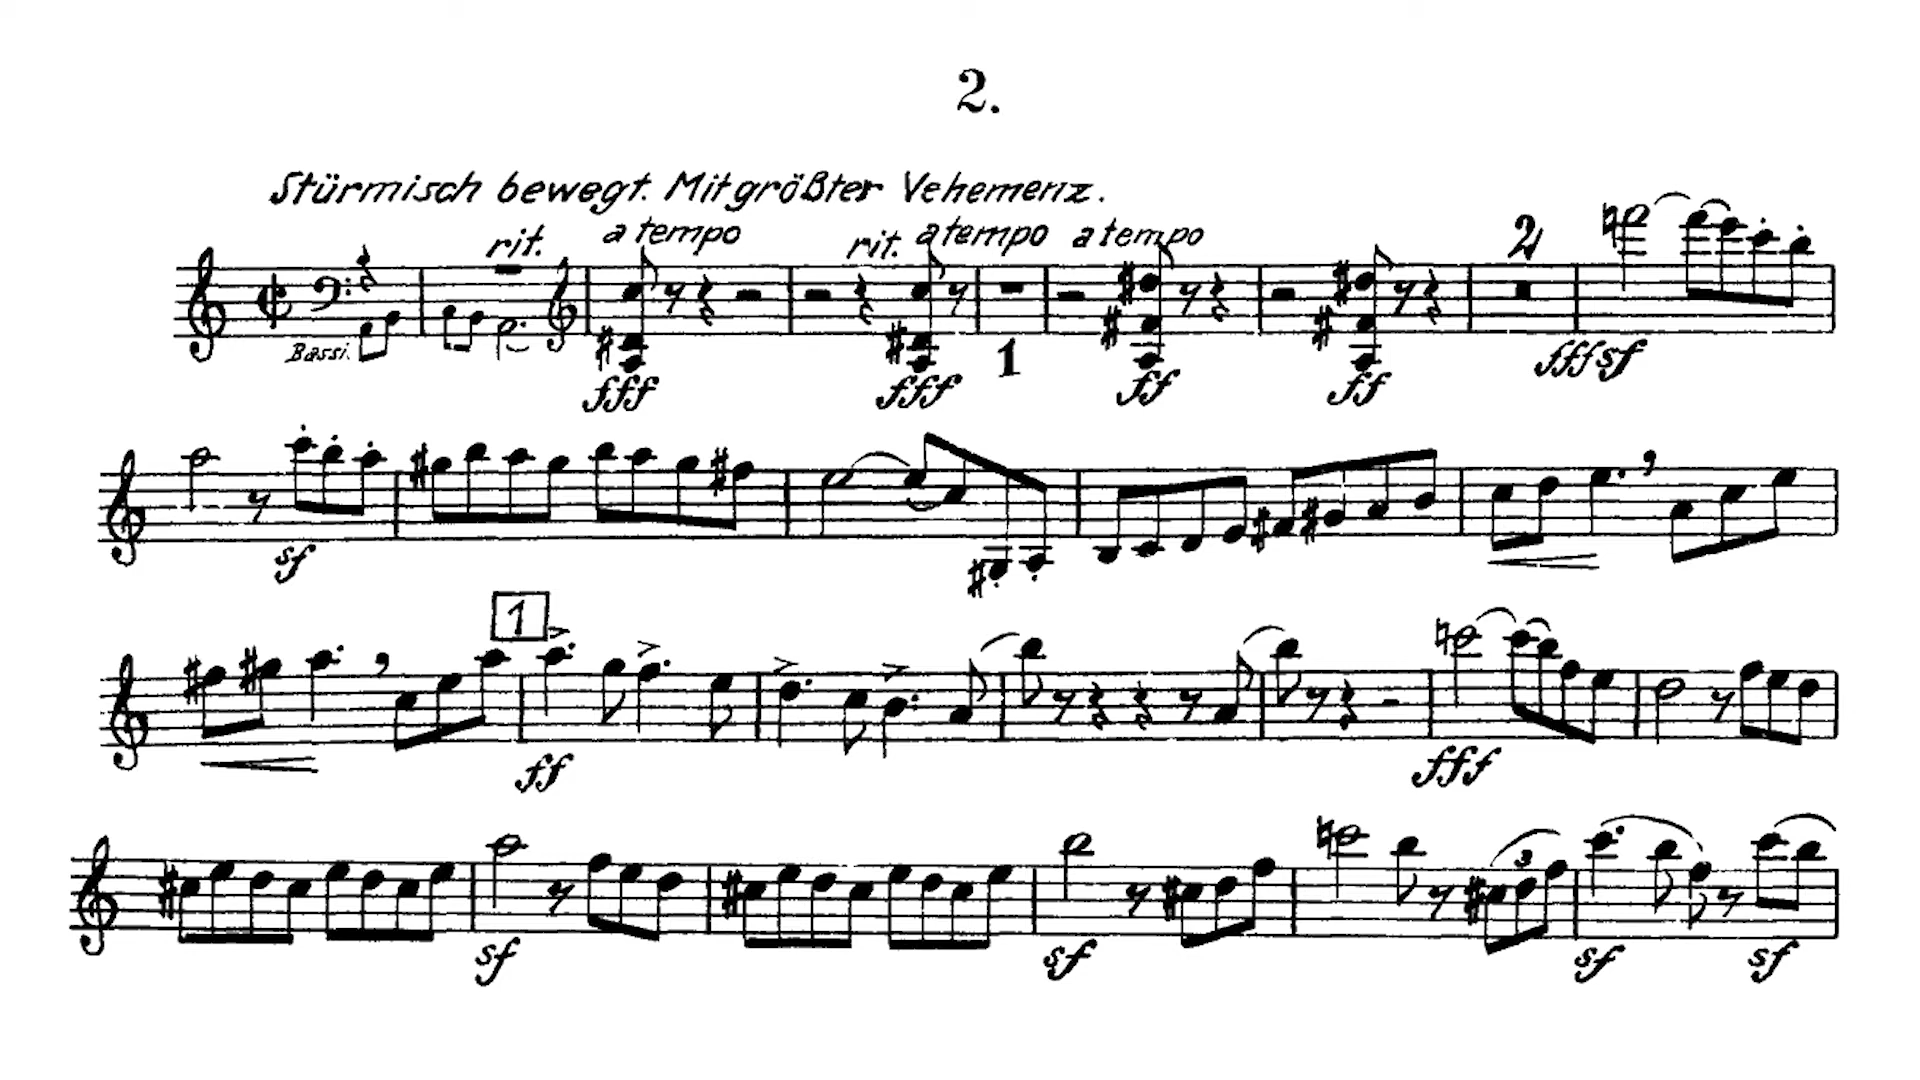 2.
Stürmisch bewegt. Mit größter Vehemenz.
rit. a tempo rit. a tempo a tempo
2
Bassi. 1
fff fff ff ff fffsf
sf
1
ff fff
3
sf sf sf sf